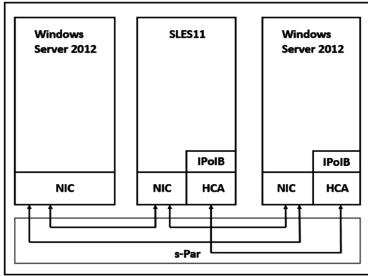 Windows
Server 2012
SLES11
Windows
Server 2012
IPoIB
IPoIB
NIC
NIC
HCA
NIC
HCA
s-Par